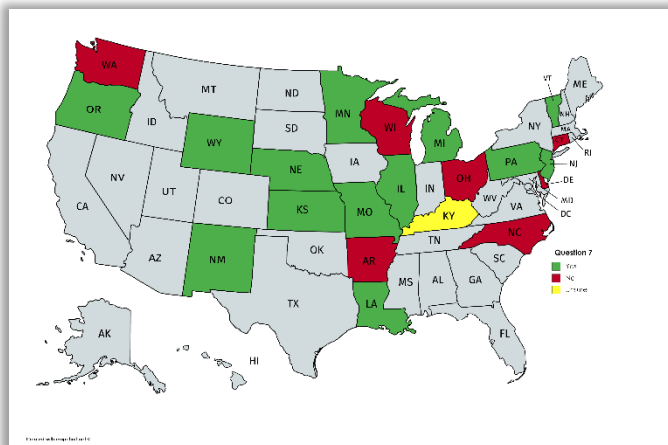 WA
MT
ND
MN
VT
ME
OR
ID
SD
WI
MI
NY
NH
MA
RI
WY
IA
PA
NJ
NE
NV
UT
CO
IL
IN
OH
DE
MD
DC
WV
VA
CA
KS
MO
KY
NC
TN
AZ
NM
OK
AR
SC
MS
AL
GA
TX
LA
FL
AK
HI
Question 7
Yes
No
Unsure